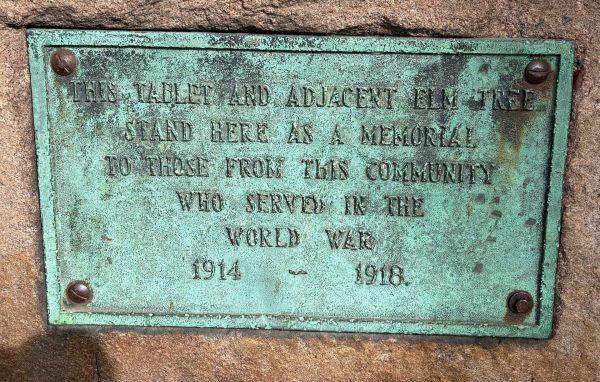 THIS TABLET AND ADJACENT ELM TREE
STAND HERE AS A MEMORIAL
TO THOSE FROM THIS COMMUNITY
WHO SERVED IN THE
WORLD WAR
1914 – 1918.